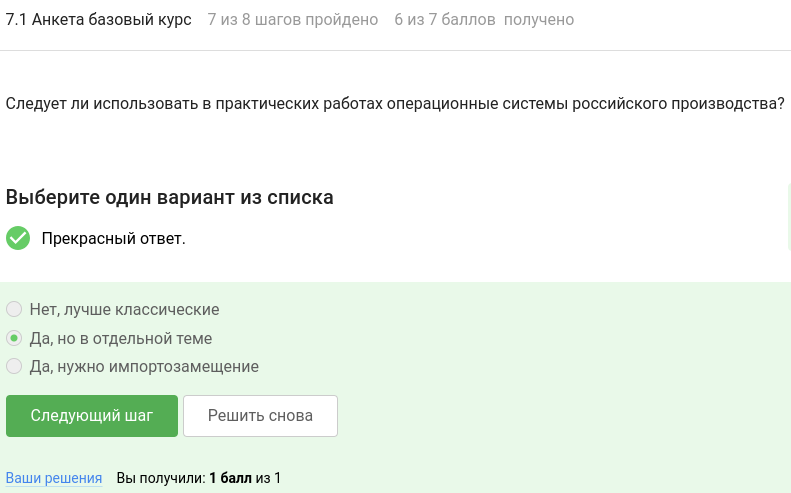 7.1 Анкета базовый курс 7 из 8 шагов пройдено 6 из 7 баллов получено
Следует ли использовать в практических работах операционные системы российского производства?
Выберите один вариант из списка
Прекрасный ответ.
Нет, лучше классические
Да, но в отдельной теме
Да, нужно импортозамещение
Следующий шаг Решить снова
Ваши решения Вы получили: 1 балл из 1